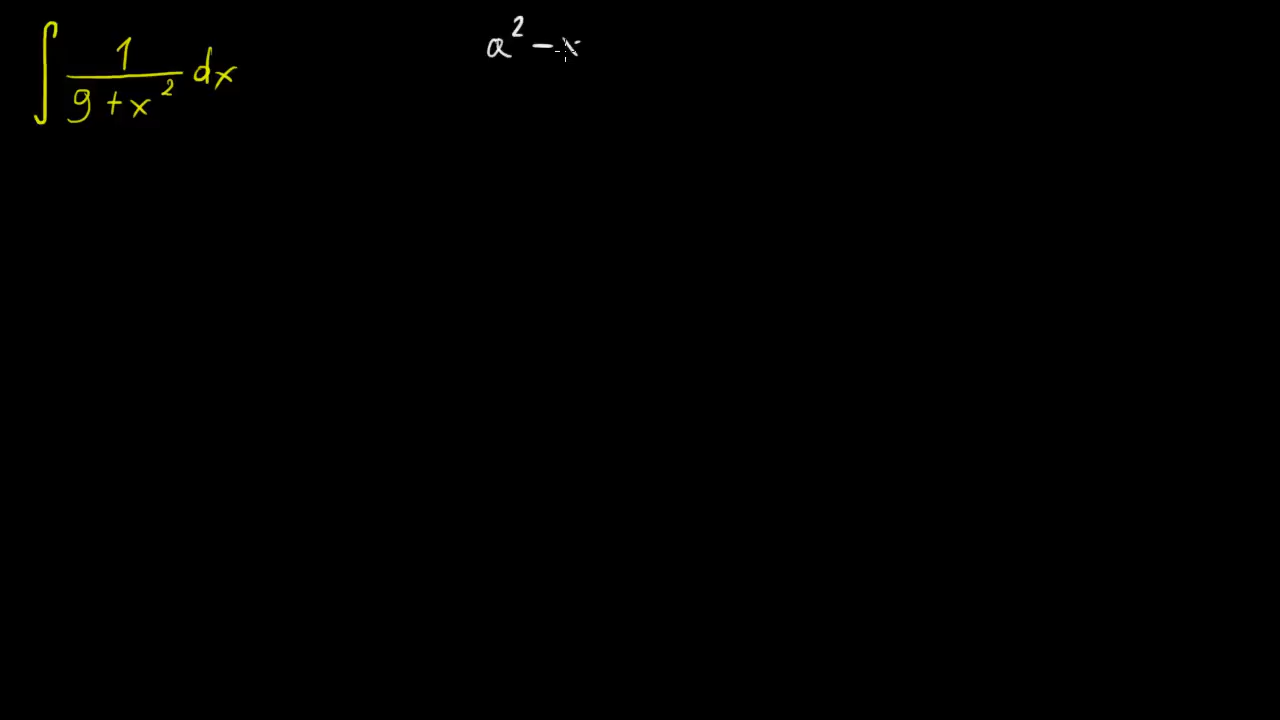 ∫ 1/(9+x²) dx
a² − x